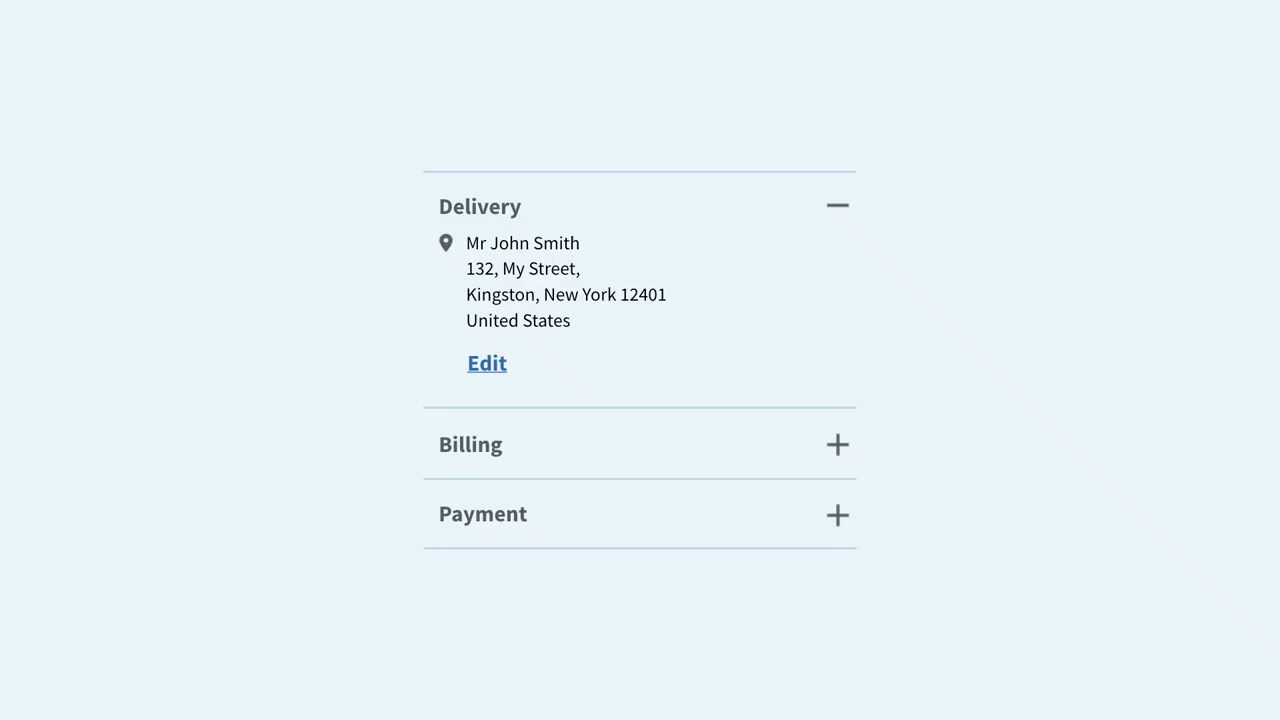 Delivery
Mr John Smith
132, My Street,
Kingston, New York 12401
United States
Edit
Billing
Payment